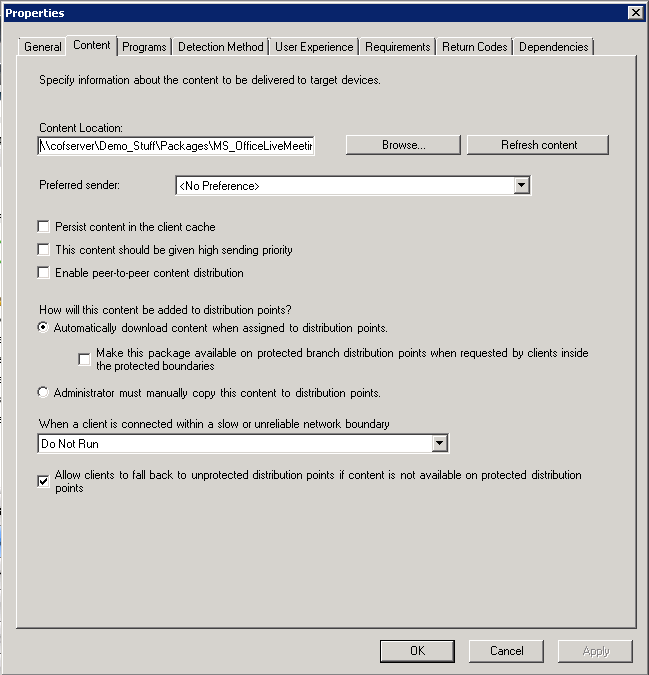 Properties
General Content Programs Detection Method User Experience Requirements Return Codes Dependencies
Specify information about the content to be delivered to target devices.
Content Location:
\\cofserver\Demo_Stuff\Packages\MS_OfficeLiveMeetin Browse... Refresh content
Preferred sender: <No Preference>
Persist content in the client cache
This content should be given high sending priority
Enable peer-to-peer content distribution
How will this content be added to distribution points?
Automatically download content when assigned to distribution points.
Make this package available on protected branch distribution points when requested by clients inside
the protected boundaries
Administrator must manually copy this content to distribution points.
When a client is connected within a slow or unreliable network boundary
Do Not Run
Allow clients to fall back to unprotected distribution points if content is not available on protected distribution
points
OK Cancel Apply